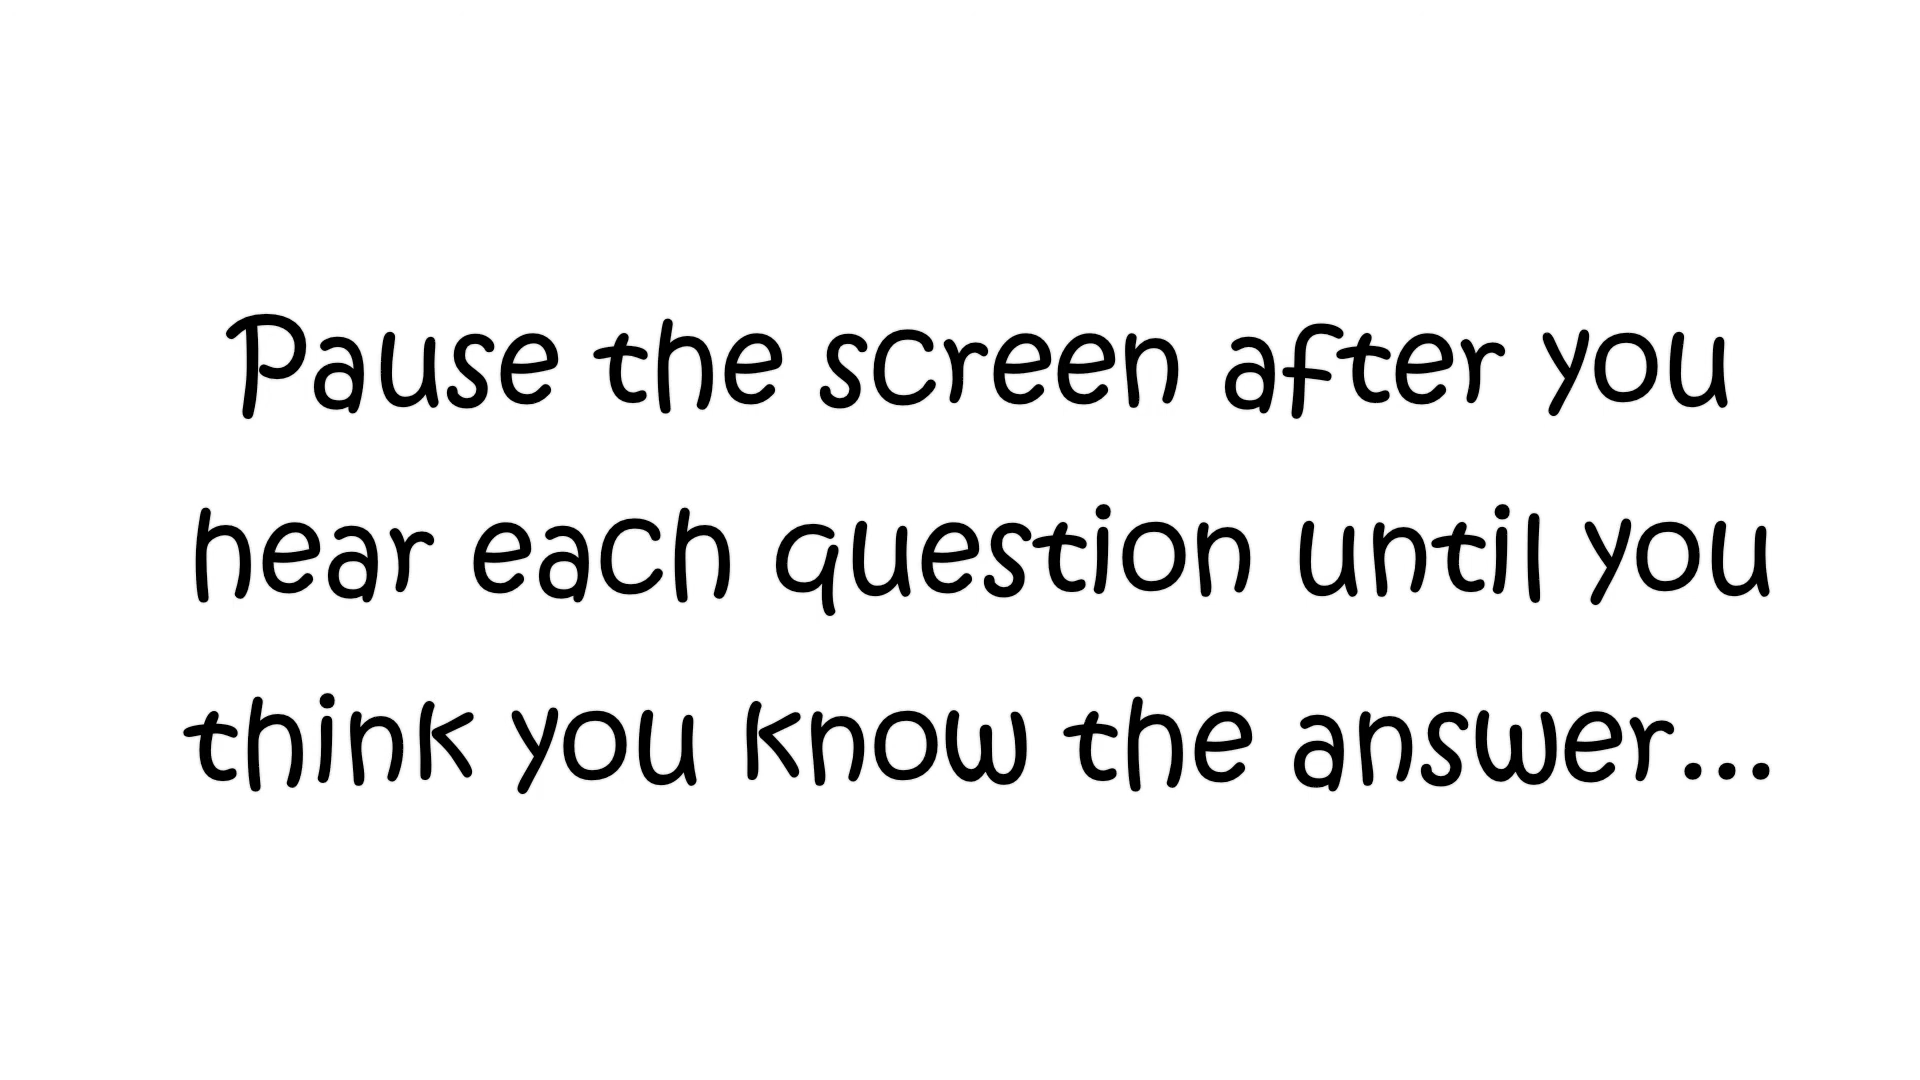 Pause the screen after you
hear each question until you
think you know the answer...